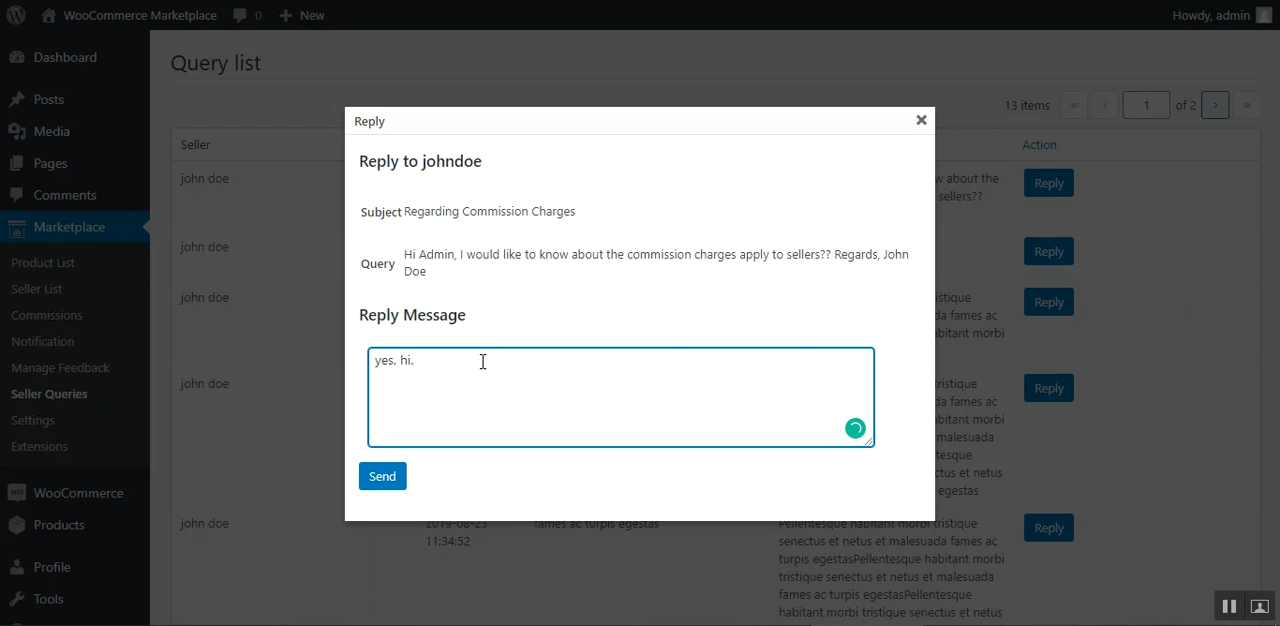 WooCommerce Marketplace 0 New Howdy, admin
Dashboard
Posts
Media
Pages
Comments
Marketplace
Product List
Seller List
Commissions
Notification
Manage Feedback
Seller Queries
Settings
Extensions
WooCommerce
Products
Profile
Tools
Query list
13 items « ‹ 1 of 2 › »
Seller Action
john doe w about the Reply
sellers??
john doe Reply
john doe istique Reply
da fames ac
bitant morbi
john doe ristique Reply
da fames ac
bitant morbi
malesuada
tesque
ctus et netus
egestas
john doe 2019-08-23 fames ac turpis egestas Pellentesque habitant morbi tristique Reply
11:34:52 senectus et netus et malesuada fames ac
turpis egestasPellentesque habitant morbi
tristique senectus et netus et malesuada
fames ac turpis egestasPellentesque
habitant morbi tristique senectus et netus
Reply ×
Reply to johndoe
Subject Regarding Commission Charges
Query Hi Admin, I would like to know about the commission charges apply to sellers?? Regards, John
Doe
Reply Message
yes, hi.
Send